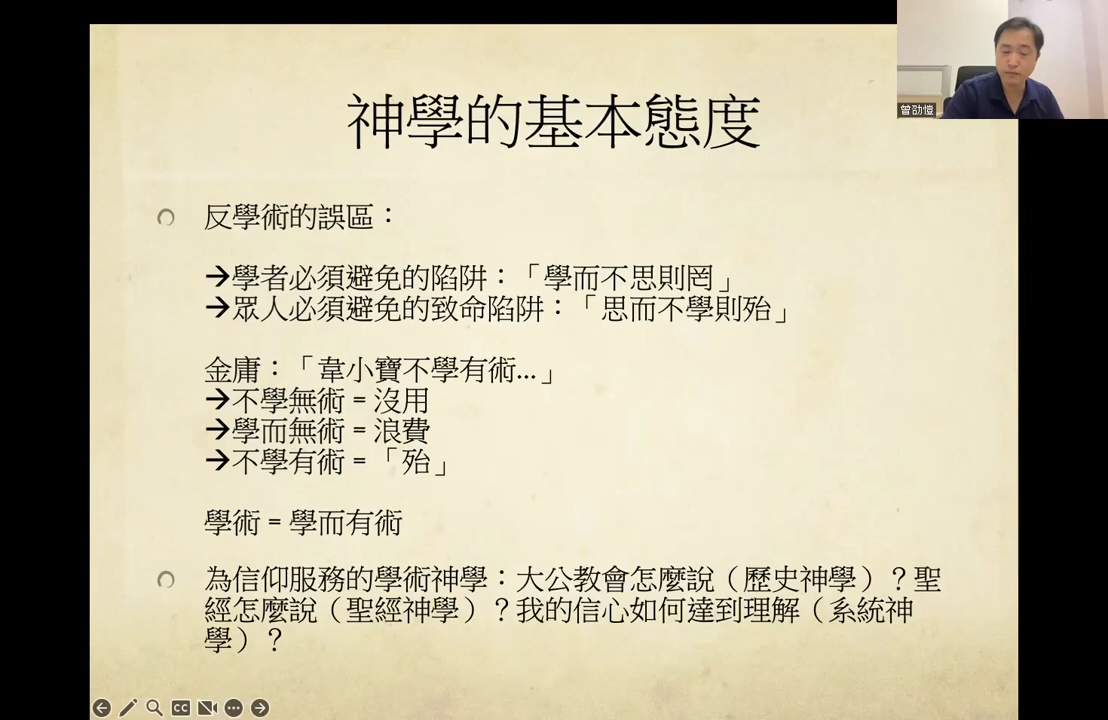 神學的基本態度
曾劭愷
反學術的誤區：
→學者必須避免的陷阱：「學而不思則罔」
→眾人必須避免的致命陷阱：「思而不學則殆」
金庸：「韋小寶不學有術...」
→不學無術 = 沒用
→學而無術 = 浪費
→不學有術 = 「殆」
學術 = 學而有術
為信仰服務的學術神學：大公教會怎麼說（歷史神學）？聖
經怎麼說（聖經神學）？我的信心如何達到理解（系統神
學）？
CC